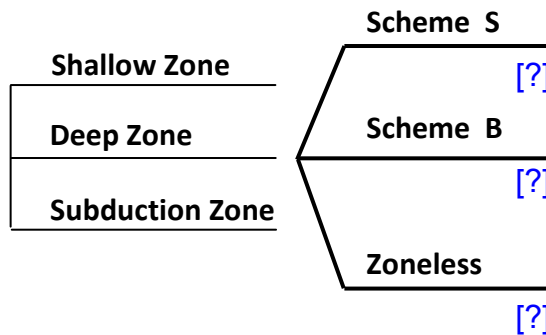 Scheme S
Shallow Zone
[?]
Deep Zone
Scheme B
[?]
Subduction Zone
Zoneless
[?]